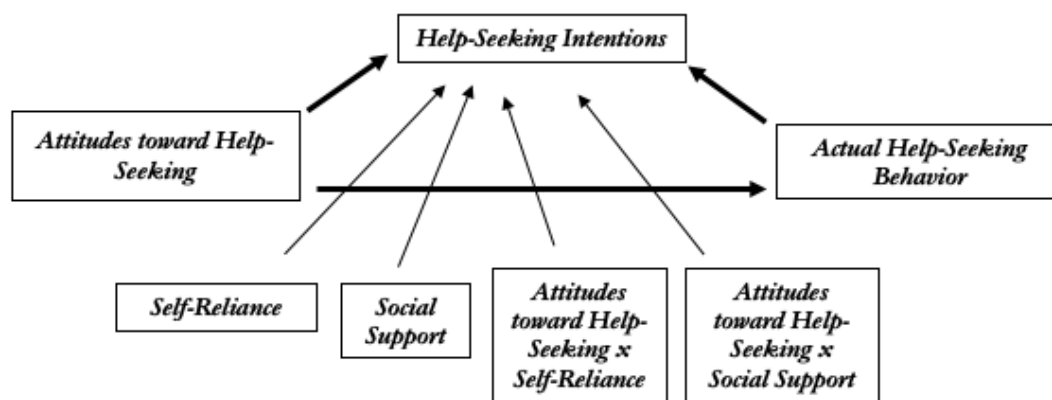 Help-Seeking Intentions
Attitudes toward Help-
Seeking
Actual Help-Seeking
Behavior
Self-Reliance
Social
Support
Attitudes
toward Help-
Seeking x
Self-Reliance
Attitudes
toward Help-
Seeking x
Social Support